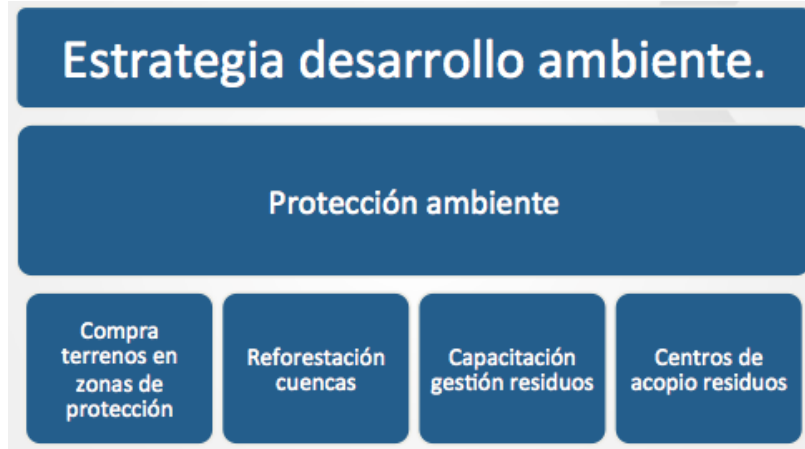 Estrategia desarrollo ambiente.
Protección ambiente
Compra
terrenos en
zonas de
protección
Reforestación
cuencas
Capacitación
gestión residuos
Centros de
acopio residuos